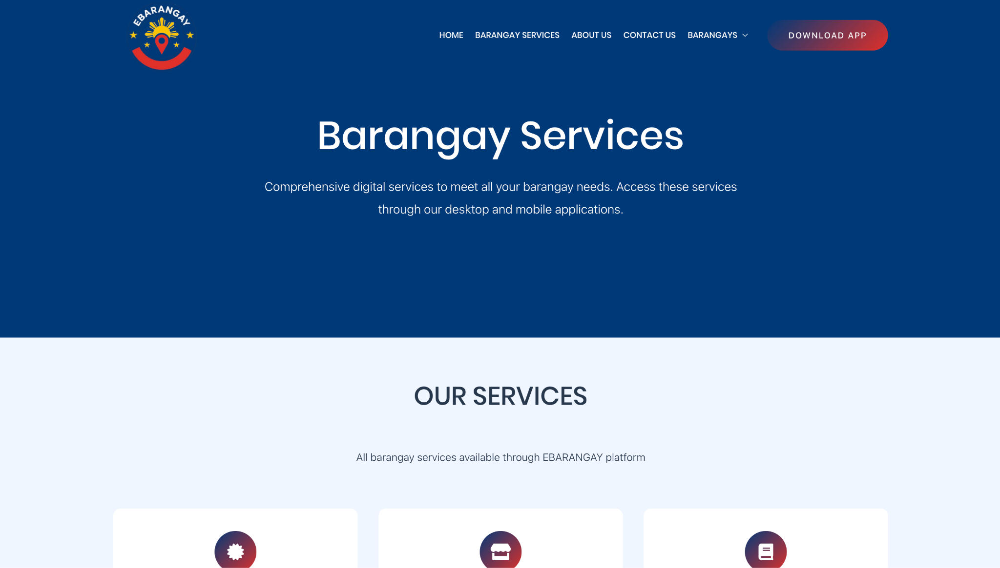 EBARANGAY
HOME
BARANGAY SERVICES
ABOUT US
CONTACT US
BARANGAYS
DOWNLOAD APP
Barangay Services
Comprehensive digital services to meet all your barangay needs. Access these services
through our desktop and mobile applications.
OUR SERVICES
All barangay services available through EBARANGAY platform